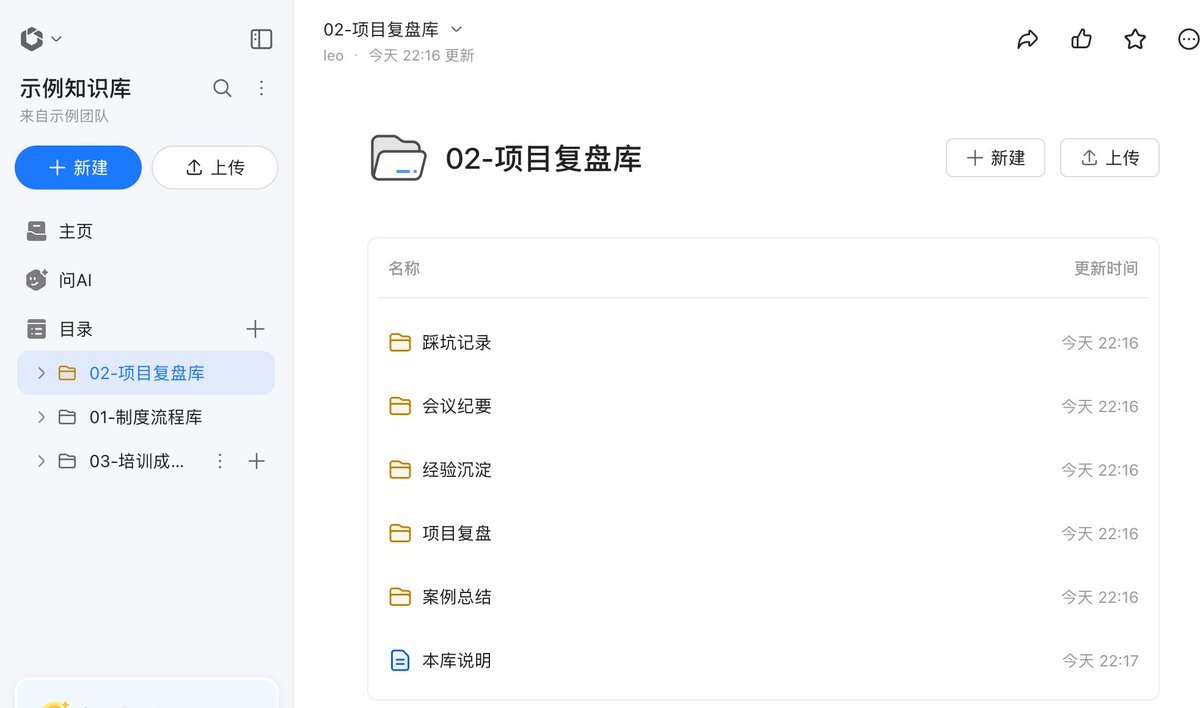 示例知识库
来自示例团队
新建
上传
主页
问AI
目录
02-项目复盘库
01-制度流程库
03-培训成...
02-项目复盘库
leo · 今天 22:16 更新
02-项目复盘库
新建
上传
名称 更新时间
踩坑记录 今天 22:16
会议纪要 今天 22:16
经验沉淀 今天 22:16
项目复盘 今天 22:16
案例总结 今天 22:16
本库说明 今天 22:17